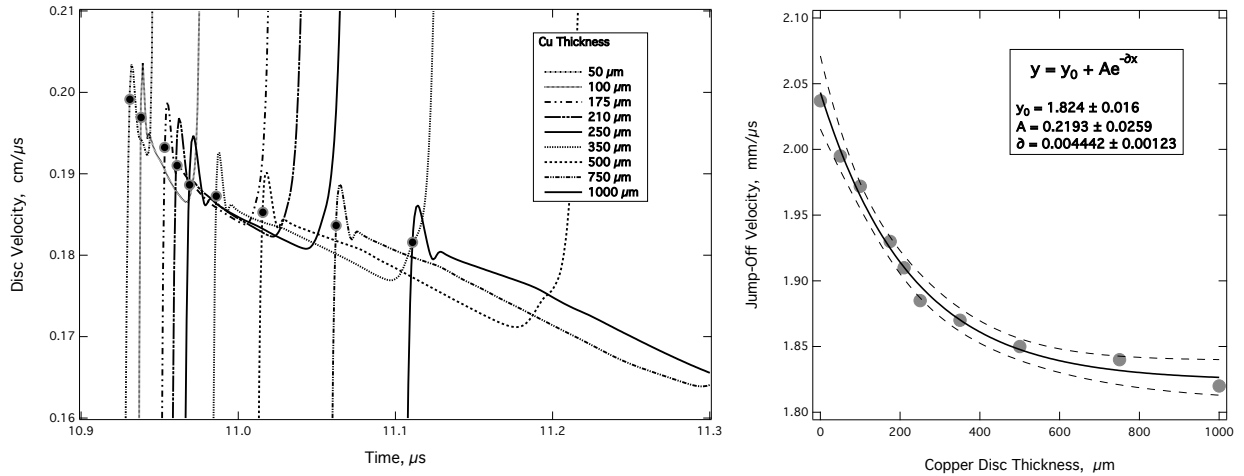 0.21
0.20
0.19
0.18
0.17
0.16
Disc Velocity, cm/µs
10.9
11.0
11.1
11.2
11.3
Time, µs
Cu Thickness
50 µm
100 µm
175 µm
210 µm
250 µm
350 µm
500 µm
750 µm
1000 µm
2.10
2.05
2.00
1.95
1.90
1.85
1.80
Jump-Off Velocity, mm/µs
0
200
400
600
800
1000
Copper Disc Thickness, µm
y = y₀ + Ae^-∂x
y₀ = 1.824 ± 0.016
A = 0.2193 ± 0.0259
∂ = 0.004442 ± 0.00123